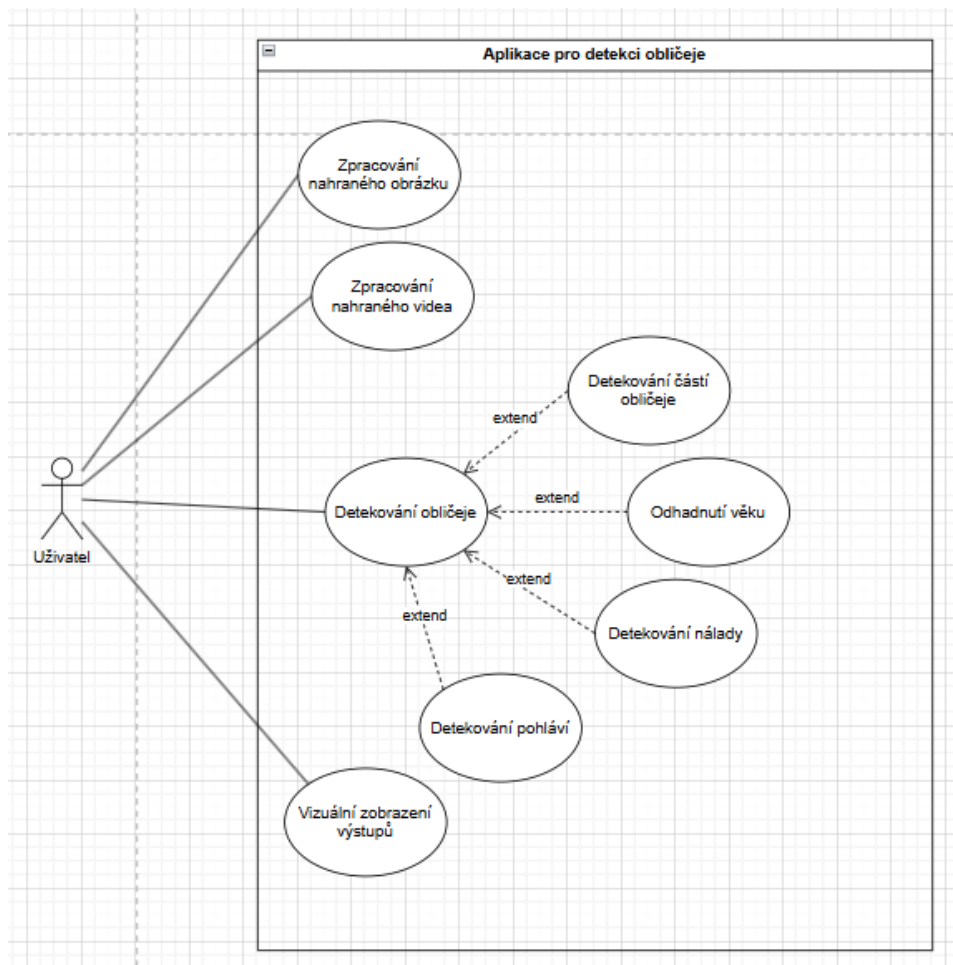 Aplikace pro detekci obličeje
Zpracování
nahraného obrázku
Zpracování
nahraného videa
Detekování částí
obličeje
extend
Detekování obličeje
extend
Odhadnutí věku
Uživatel
extend
extend
Detekování nálady
Detekování pohláví
Vizuální zobrazení
výstupů